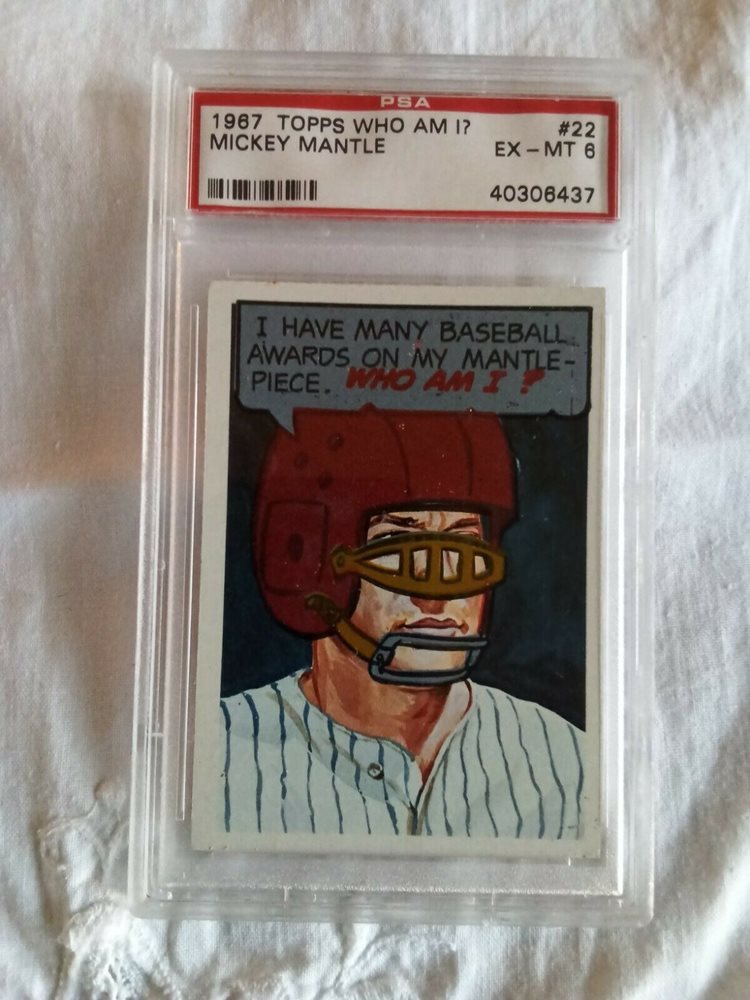 PSA
1967 TOPPS WHO AM I? #22
MICKEY MANTLE EX - MT 6
40306437
I HAVE MANY BASEBALL
AWARDS ON MY MANTLE-
PIECE. WHO AM I?